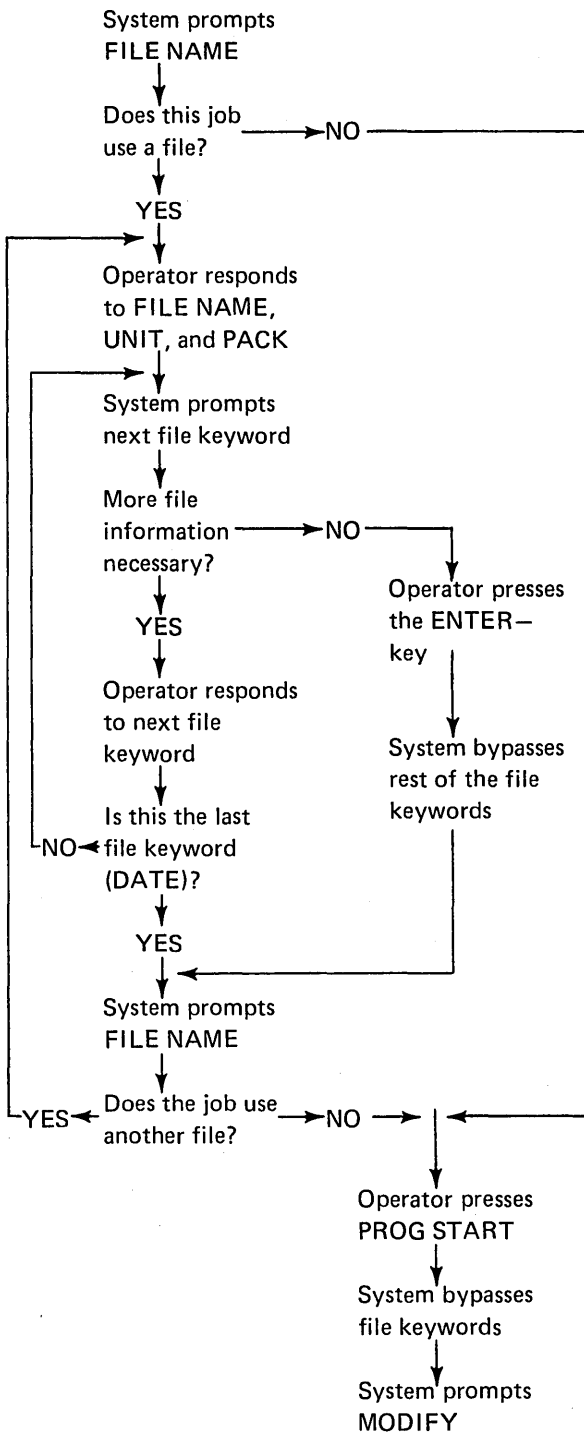 System prompts
FILE NAME
Does this job
use a file?
NO
YES
Operator responds
to FILE NAME,
UNIT, and PACK
System prompts
next file keyword
More file
information
necessary?
NO
Operator presses
the ENTER–
key
YES
Operator responds
to next file
keyword
System bypasses
rest of the file
keywords
Is this the last
file keyword
(DATE)?
NO
YES
System prompts
FILE NAME
Does the job use
another file?
YES
NO
Operator presses
PROG START
System bypasses
file keywords
System prompts
MODIFY